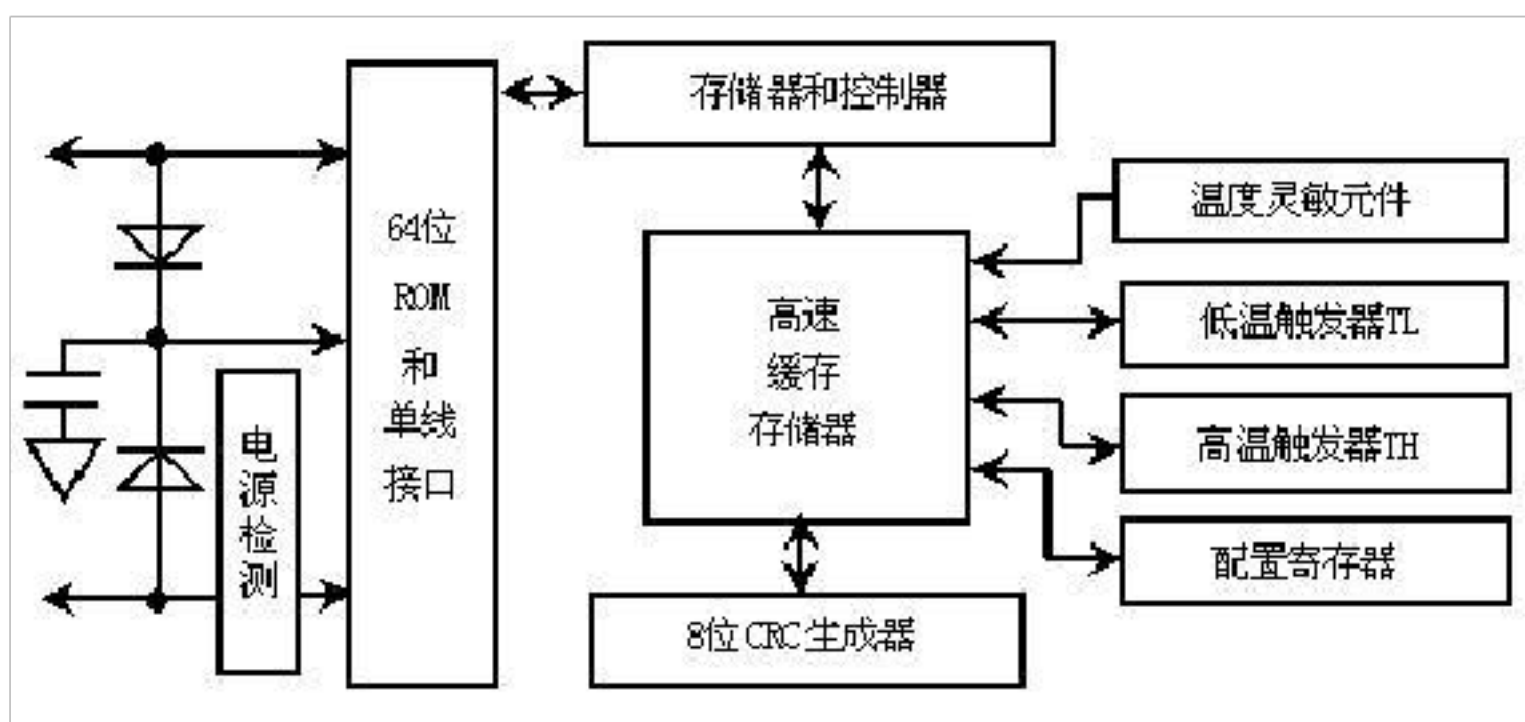 存储器和控制器
64位
ROM
和
单线
接口
电
源
检
测
高速
缓存
存储器
温度灵敏元件
低温触发器TL
高温触发器TH
配置寄存器
8位CRC生成器